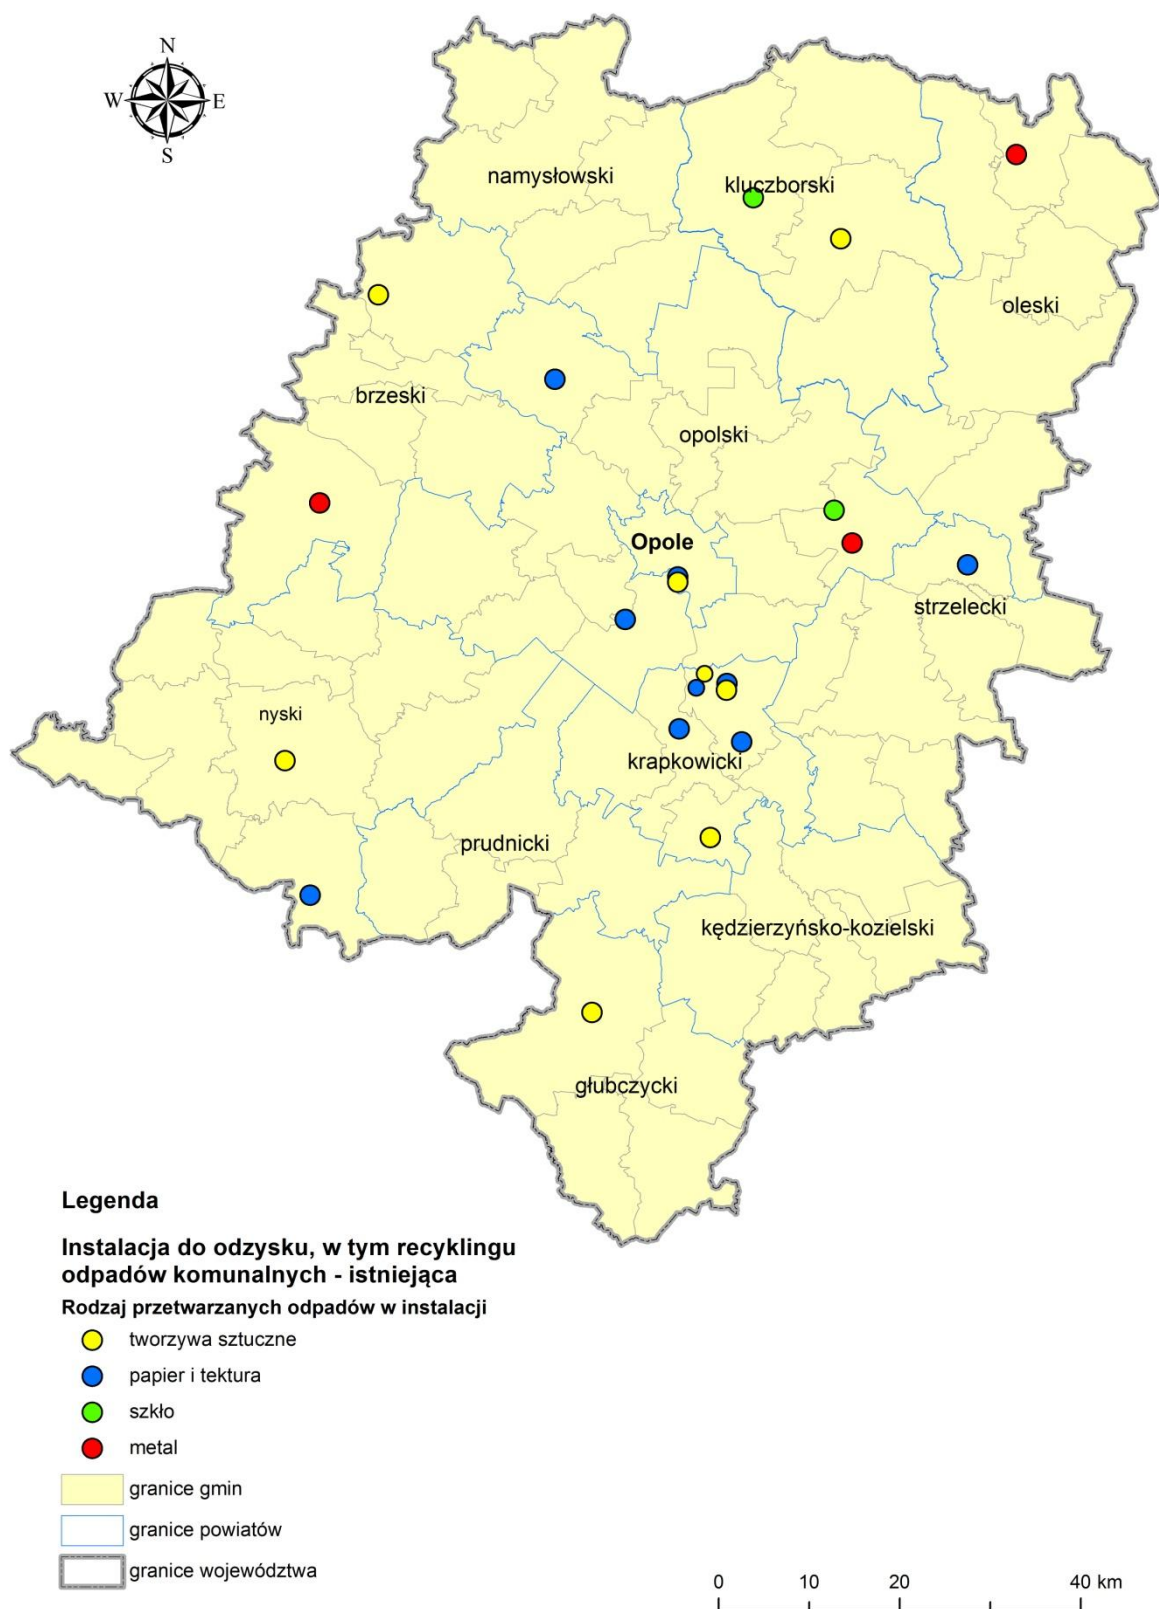 N
W E
S
namysłowski
kluczborski
oleski
brzeski
opolski
Opole
strzelecki
nyski
krapkowicki
prudnicki
kędzierzyńsko-kozielski
głubczycki
Legenda
Instalacja do odzysku, w tym recyklingu
odpadów komunalnych - istniejąca
Rodzaj przetwarzanych odpadów w instalacji
tworzywa sztuczne
papier i tektura
szkło
metal
granice gmin
granice powiatów
granice województwa
0 10 20 40 km